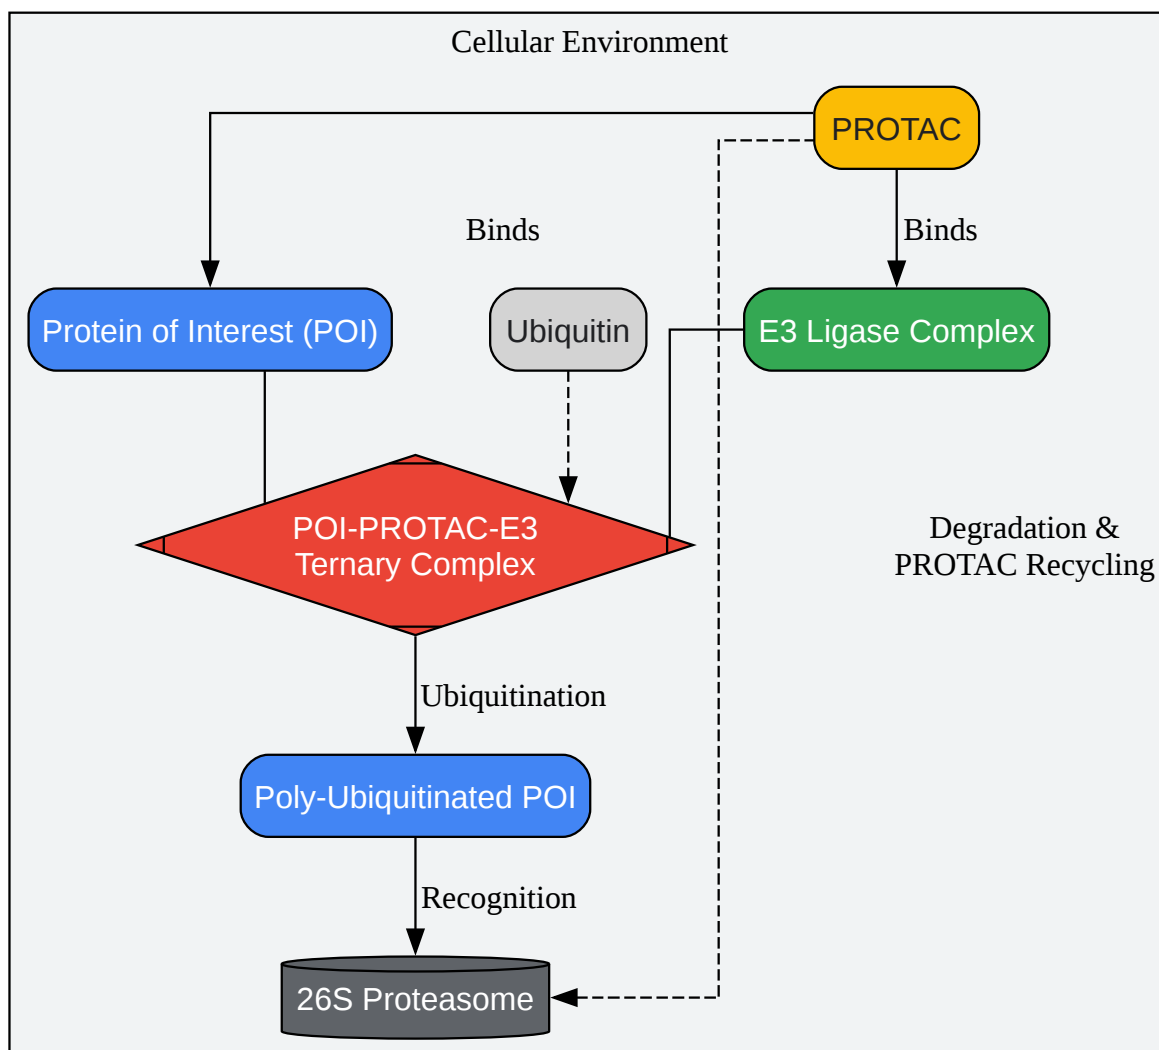 Cellular Environment
PROTAC
Binds
Binds
Protein of Interest (POI)
Ubiquitin
E3 Ligase Complex
POI-PROTAC-E3
Ternary Complex
Degradation &
PROTAC Recycling
Ubiquitination
Poly-Ubiquitinated POI
Recognition
26S Proteasome